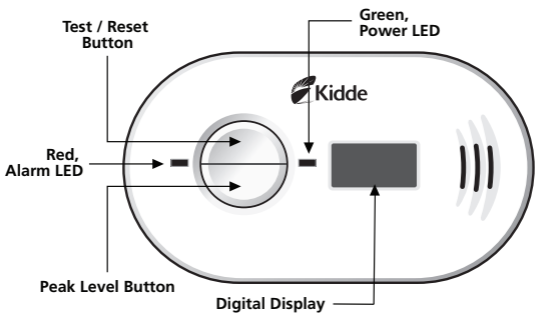 Test / Reset
Button
Green,
Power LED
Kidde
Red,
Alarm LED
Peak Level Button
Digital Display